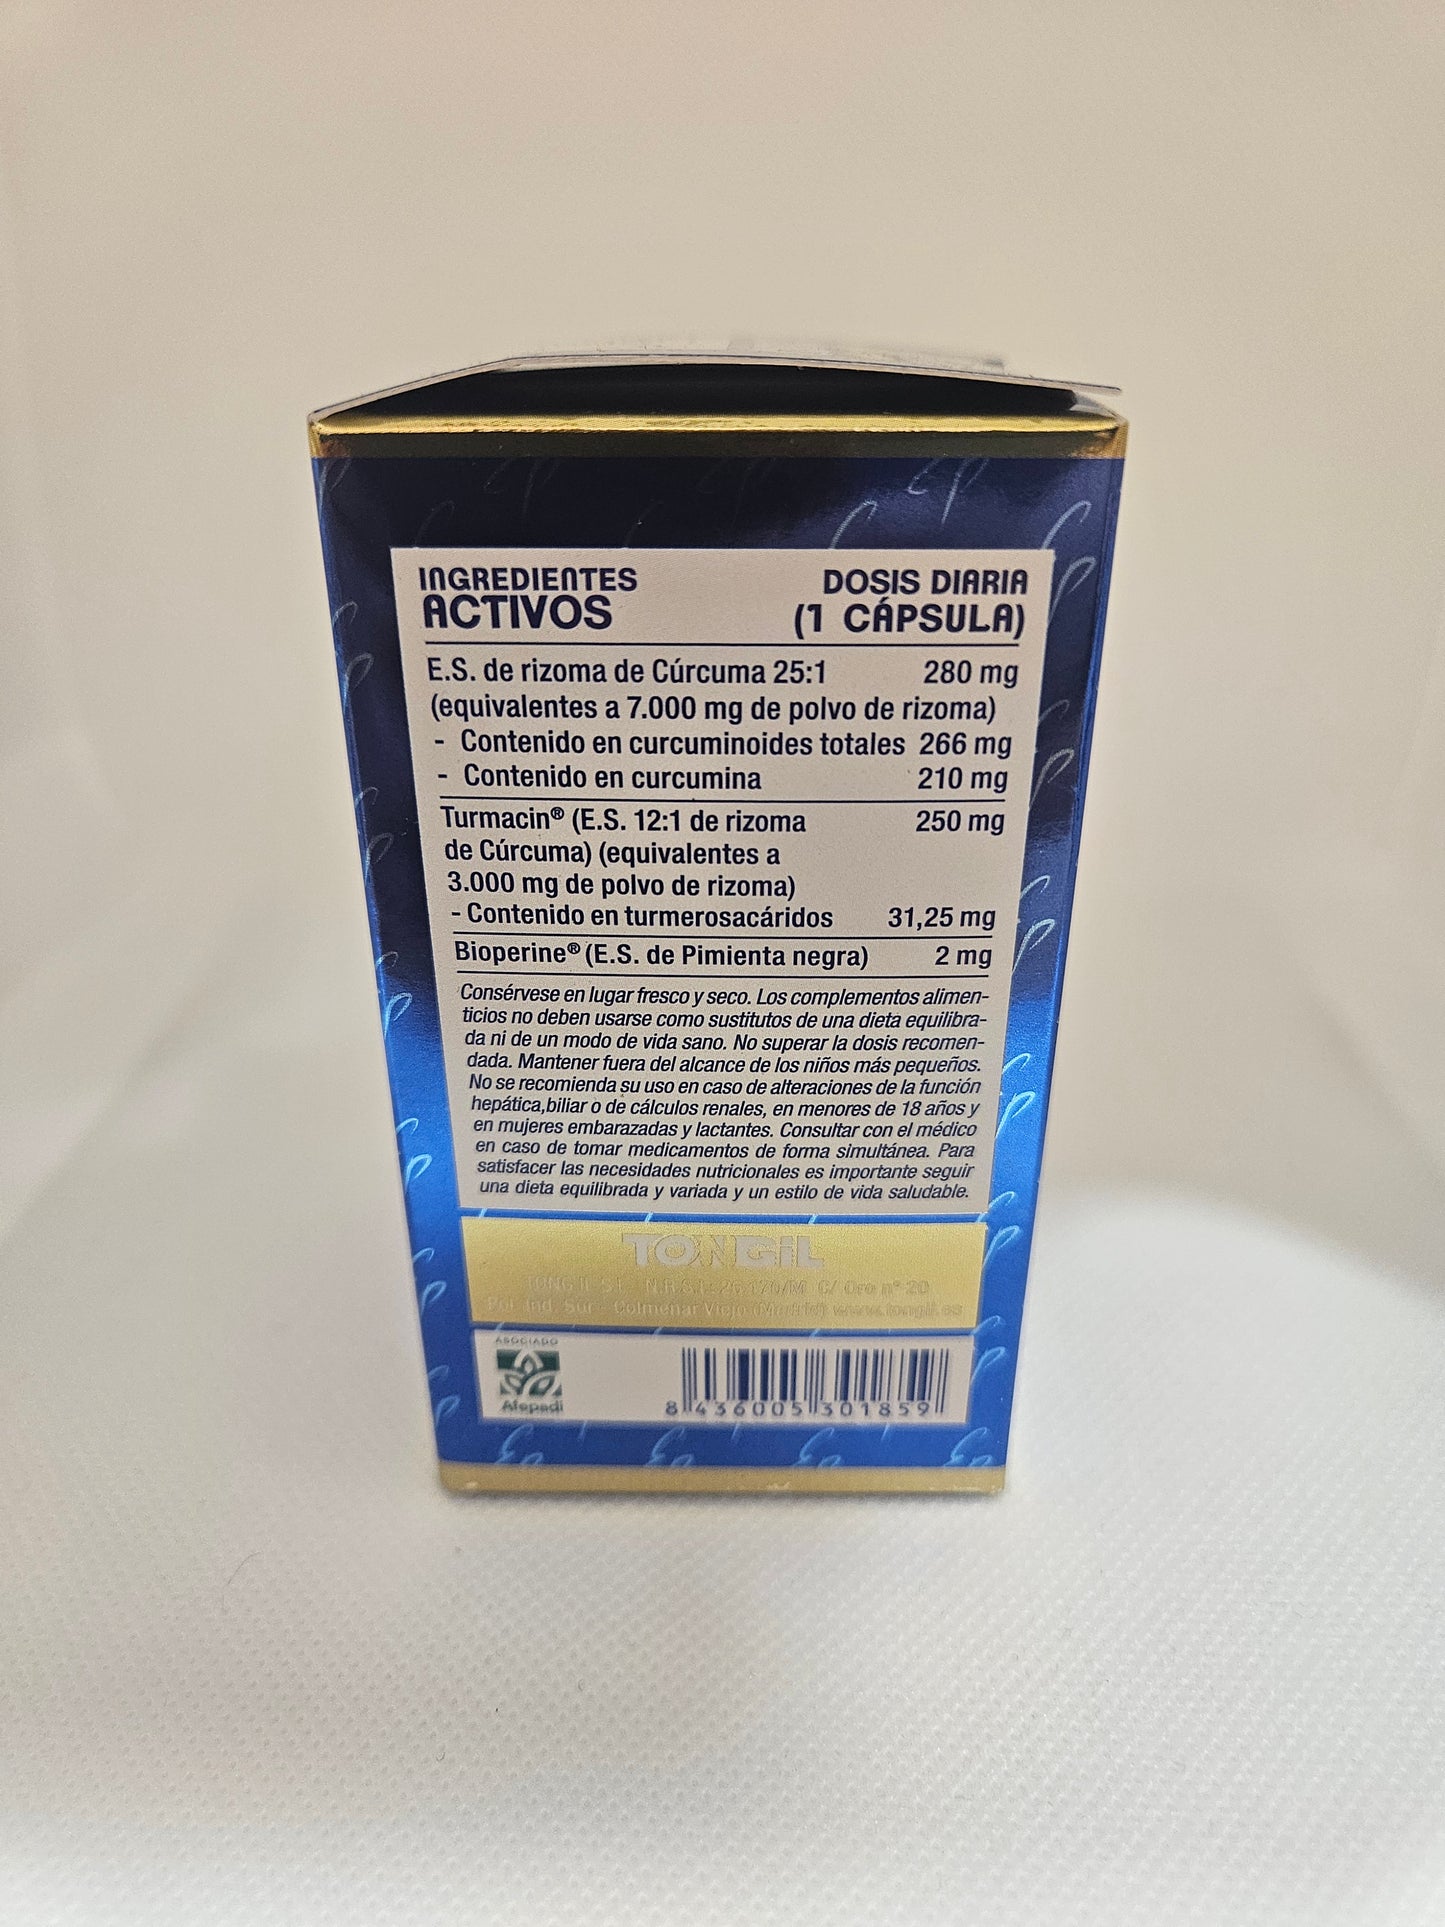 INGREDIENTES DOSIS DIARIA
ACTIVOS (1 CÁPSULA)
E.S. de rizoma de Cúrcuma 25:1 280 mg
(equivalentes a 7.000 mg de polvo de rizoma)
- Contenido en curcuminoides totales 266 mg
- Contenido en curcumina 210 mg
Turmacin® (E.S. 12:1 de rizoma 250 mg
de Cúrcuma) (equivalentes a
3.000 mg de polvo de rizoma)
- Contenido en turmerosacáridos 31,25 mg
Bioperine® (E.S. de Pimienta negra) 2 mg
Consérvese en lugar fresco y seco. Los complementos alimen-
ticios no deben usarse como sustitutos de una dieta equilibra-
da ni de un modo de vida sano. No superar la dosis recomen-
dada. Mantener fuera del alcance de los niños más pequeños.
No se recomienda su uso en caso de alteraciones de la función
hepática,biliar o de cálculos renales, en menores de 18 años y
en mujeres embarazadas y lactantes. Consultar con el médico
en caso de tomar medicamentos de forma simultánea. Para
satisfacer las necesidades nutricionales es importante seguir
una dieta equilibrada y variada y un estilo de vida saludable.
TONGIL
TONG IL S.L. C/ Oro nº 20
Pol. Ind. Sur - Colmenar Viejo (Madrid) www.tongil.es
ASOCIADO
Afepadi
8 436005 301859